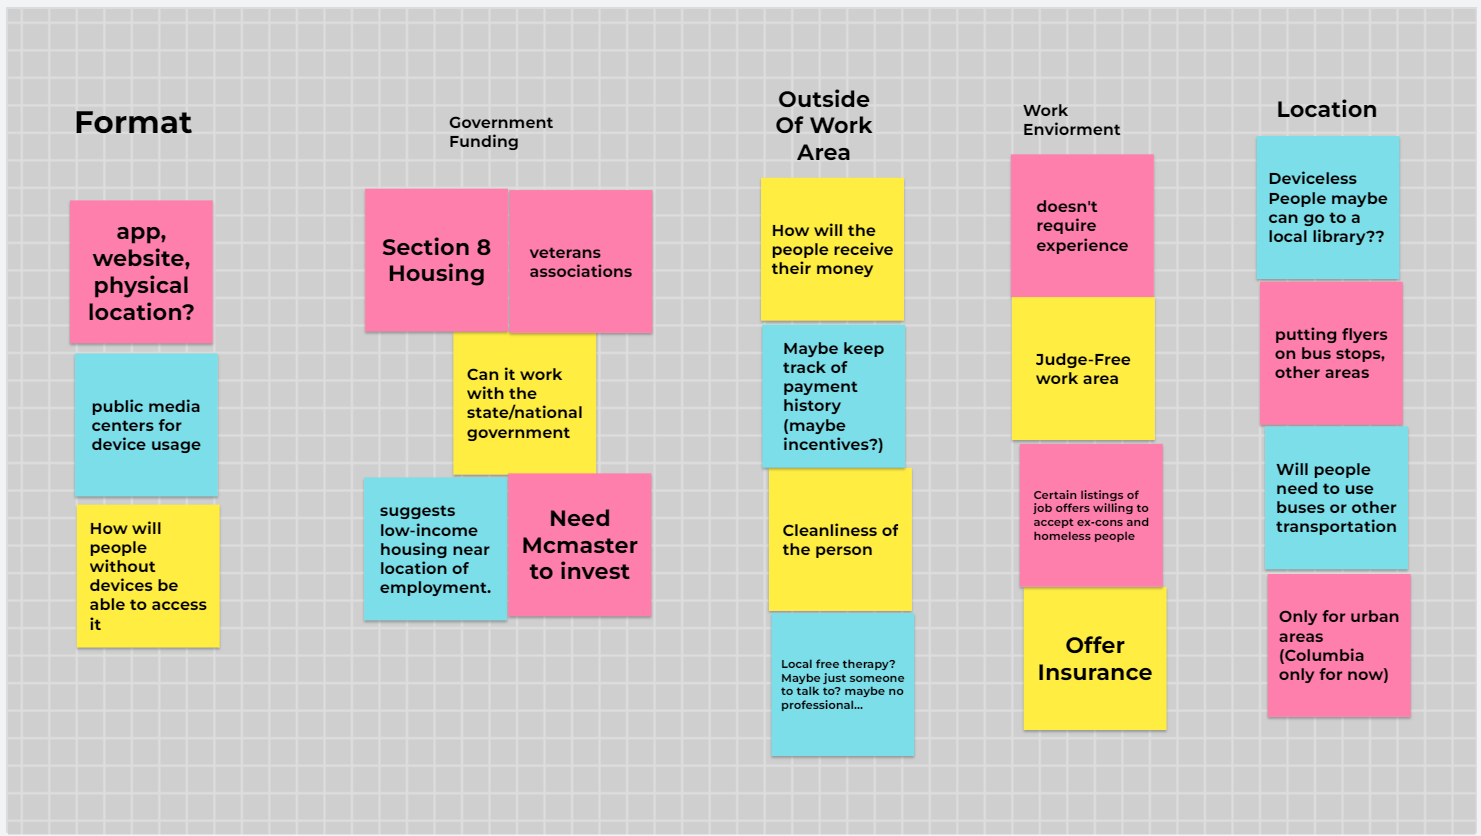 Format
app,
website,
physical
location?
public media
centers for
device usage
How will
people
without
devices be
able to access
it
Government
Funding
Section 8
Housing
veterans
associations
Can it work
with the
state/national
government
suggests
low-income
housing near
location of
employment.
Need
Mcmaster
to invest
Outside
Of Work
Area
How will the
people receive
their money
Maybe keep
track of
payment
history
(maybe
incentives?)
Cleanliness of
the person
Local free therapy?
Maybe just someone
to talk to? maybe no
professional...
Work
Enviorment
doesn't
require
experience
Judge-Free
work area
Certain listings of
job offers willing to
accept ex-cons and
homeless people
Offer
Insurance
Location
Deviceless
People maybe
can go to a
local library??
putting flyers
on bus stops,
other areas
Will people
need to use
buses or other
transportation
Only for urban
areas
(Columbia
only for now)